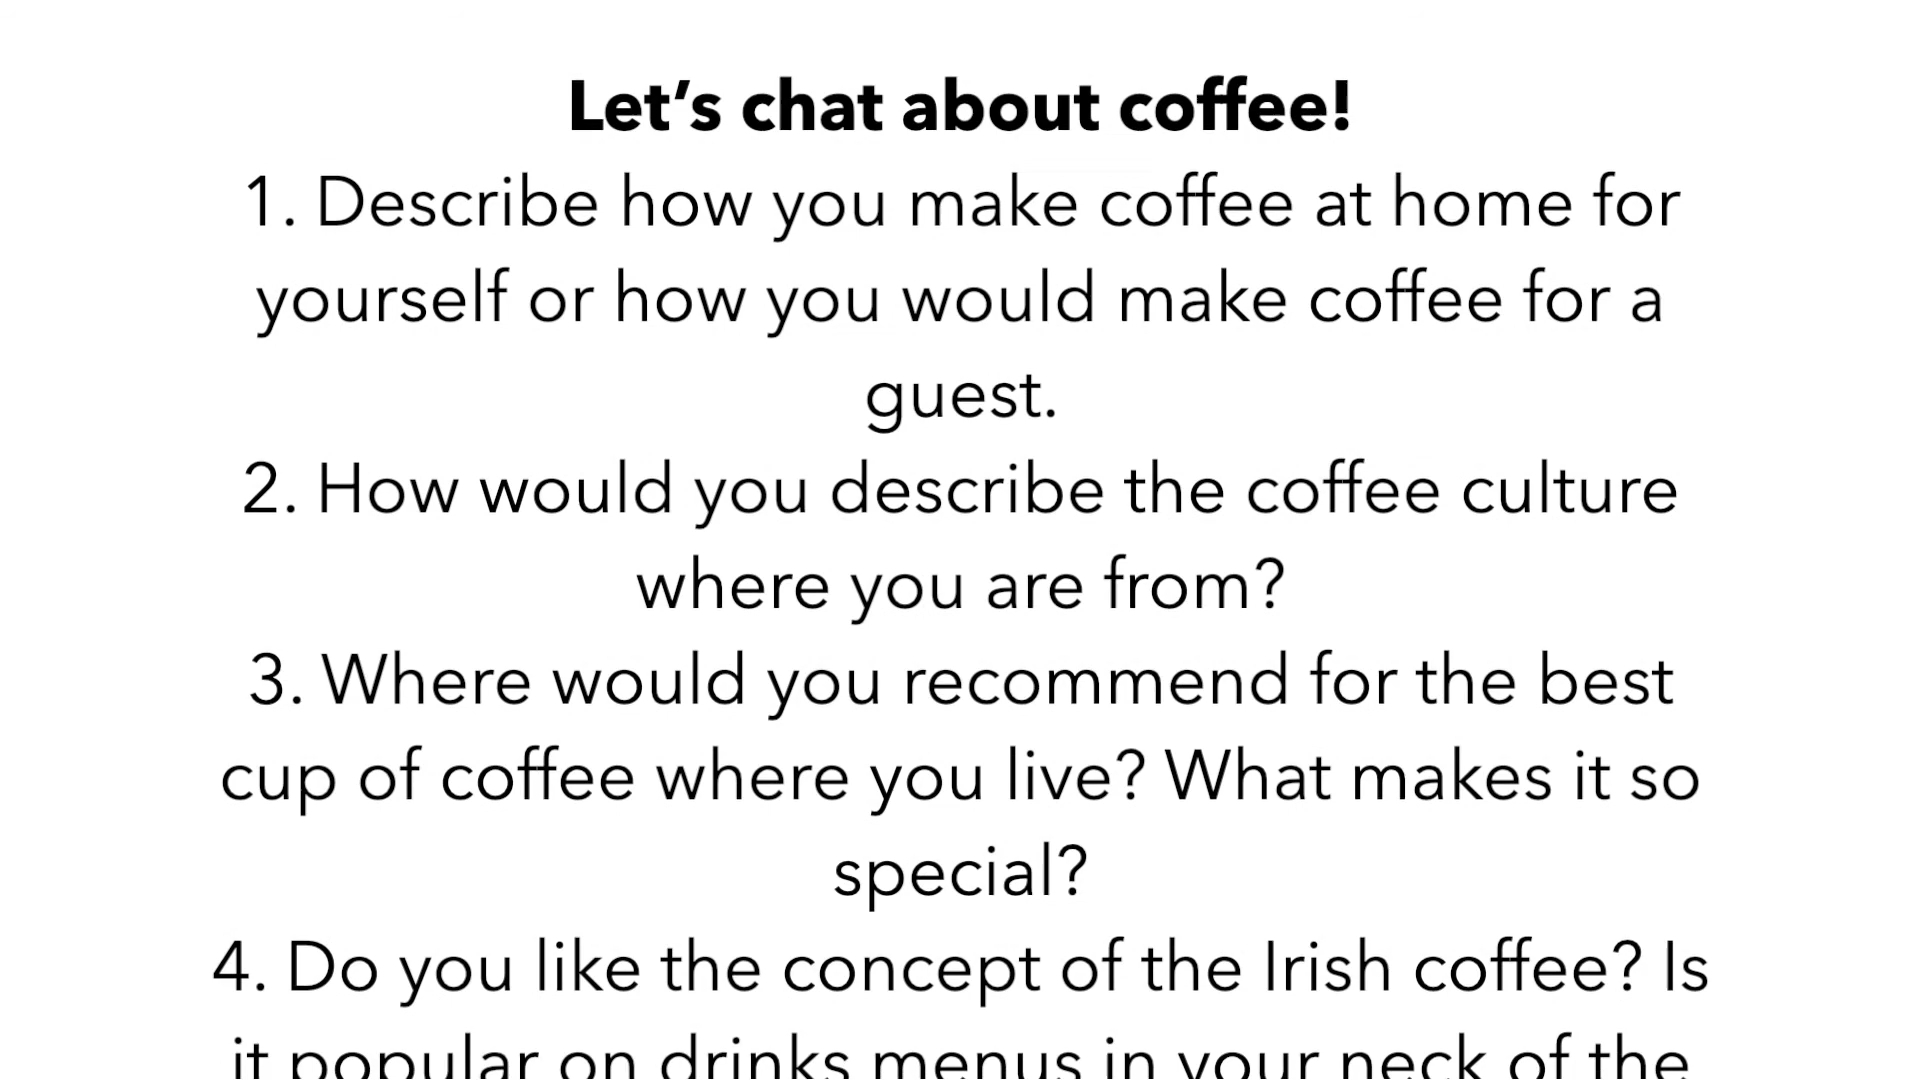 Let’s chat about coffee!
1. Describe how you make coffee at home for
yourself or how you would make coffee for a
guest.
2. How would you describe the coffee culture
where you are from?
3. Where would you recommend for the best
cup of coffee where you live? What makes it so
special?
4. Do you like the concept of the Irish coffee? Is
it popular on drinks menus in your neck of the